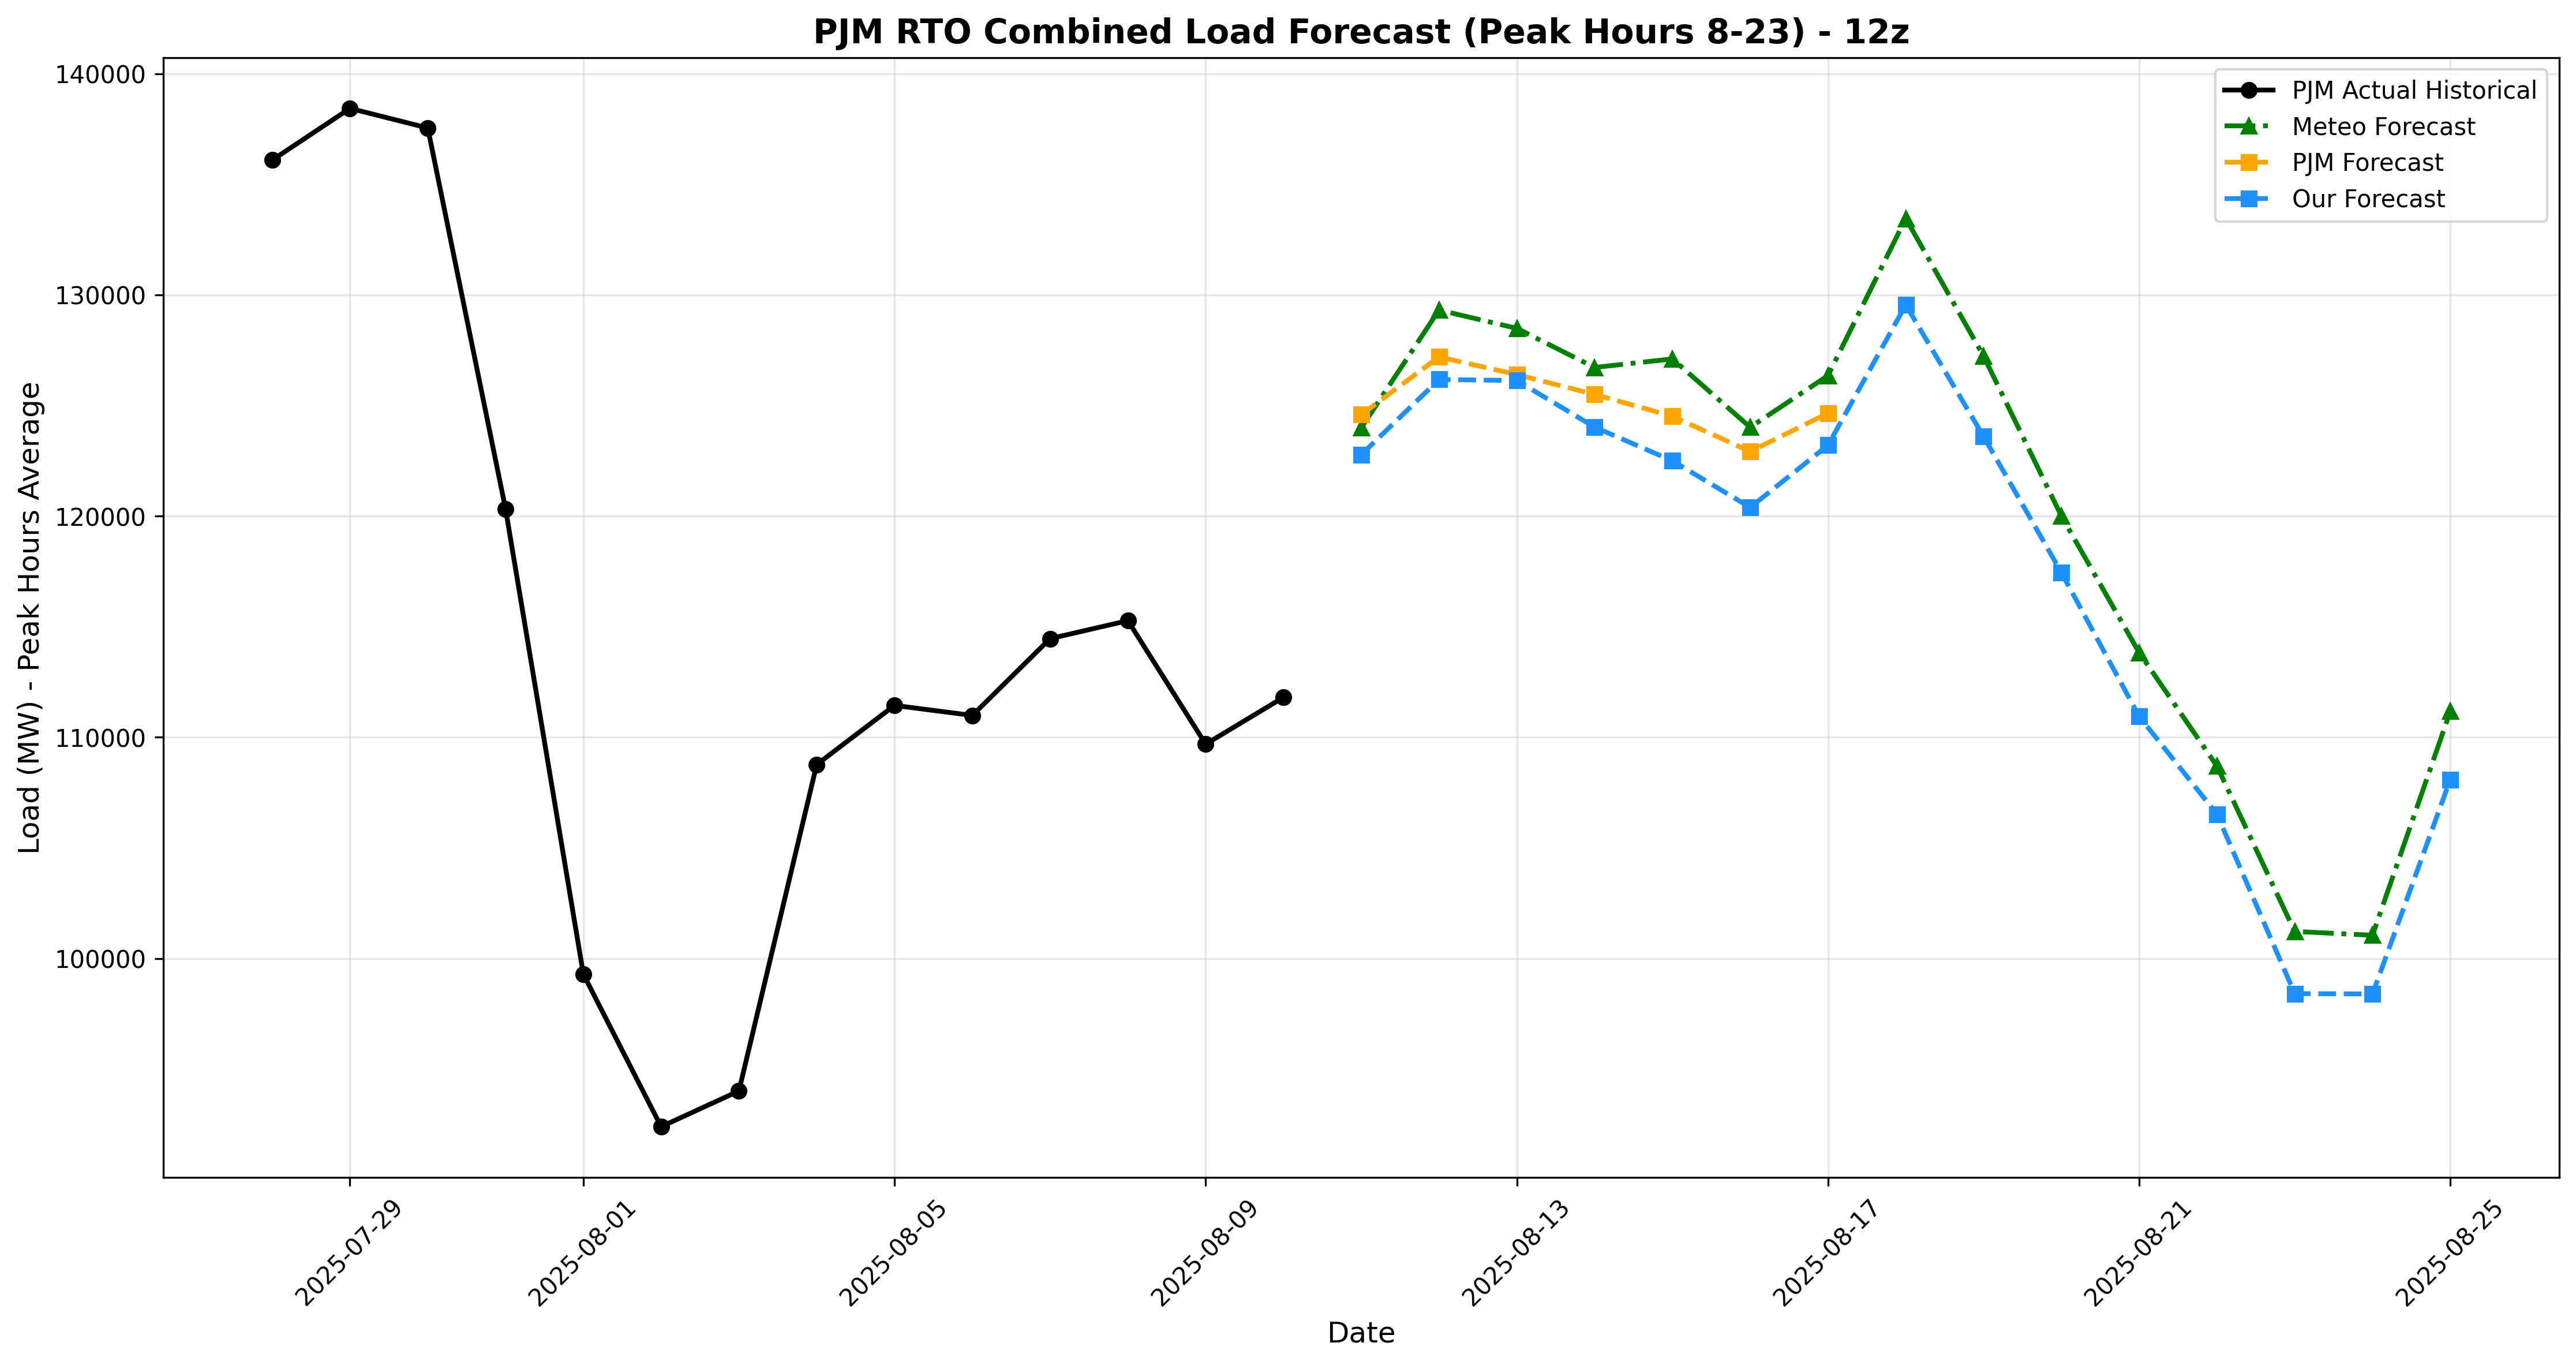 PJM RTO Combined Load Forecast (Peak Hours 8-23) - 12z
PJM Actual Historical
Meteo Forecast
PJM Forecast
Our Forecast
Load (MW) - Peak Hours Average
140000
130000
120000
110000
100000
2025-07-29
2025-08-01
2025-08-05
2025-08-09
2025-08-13
2025-08-17
2025-08-21
2025-08-25
Date